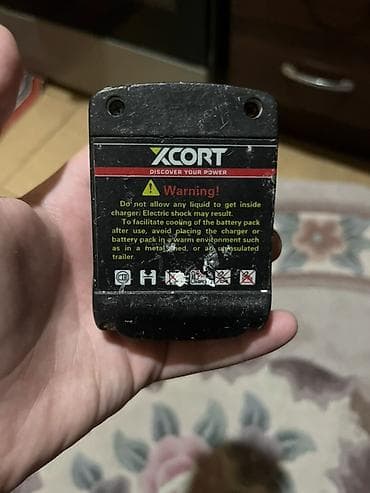 XCORT
DISCOVER YOUR POWER
Warning!
Do not allow any liquid to get inside
charger: Electric shock may result.
To facilitate cooling of the battery pack
after use, avoid placing the charger or
battery pack in a warm environment such
as in a metal shed, or an uninsulated
trailer.